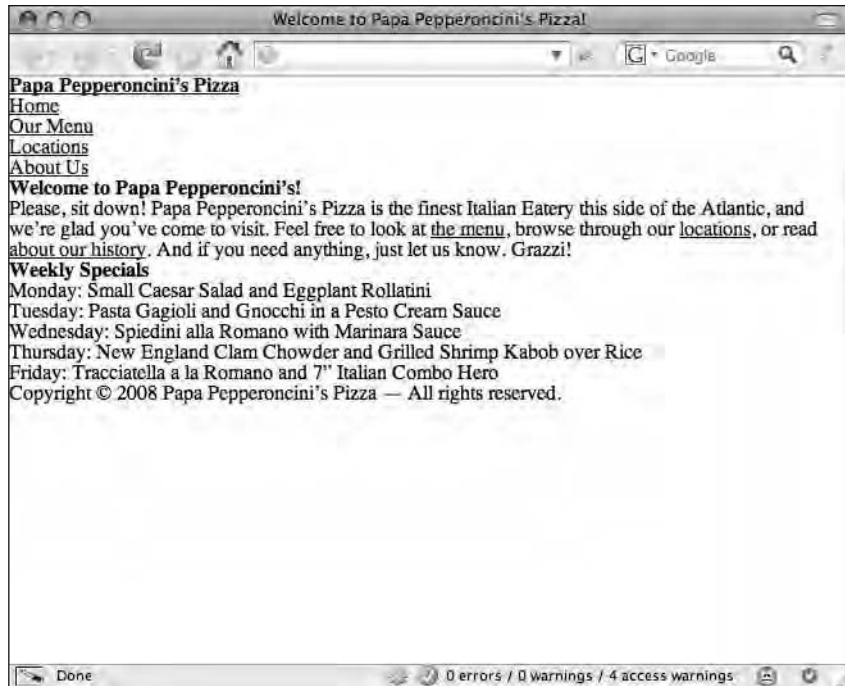 Welcome to Papa Pepperoncini's Pizza!
G Google
Papa Pepperoncini's Pizza
Home
Our Menu
Locations
About Us
Welcome to Papa Pepperoncini's!
Please, sit down! Papa Pepperoncini's Pizza is the finest Italian Eatery this side of the Atlantic, and
we're glad you've come to visit. Feel free to look at the menu, browse through our locations, or read
about our history. And if you need anything, just let us know. Grazzi!
Weekly Specials
Monday: Small Caesar Salad and Eggplant Rollatini
Tuesday: Pasta Gagioli and Gnocchi in a Pesto Cream Sauce
Wednesday: Spiedini alla Romano with Marinara Sauce
Thursday: New England Clam Chowder and Grilled Shrimp Kabob over Rice
Friday: Tracciatella a la Romano and 7” Italian Combo Hero
Copyright © 2008 Papa Pepperoncini's Pizza — All rights reserved.
Done 0 errors / 0 warnings / 4 access warnings